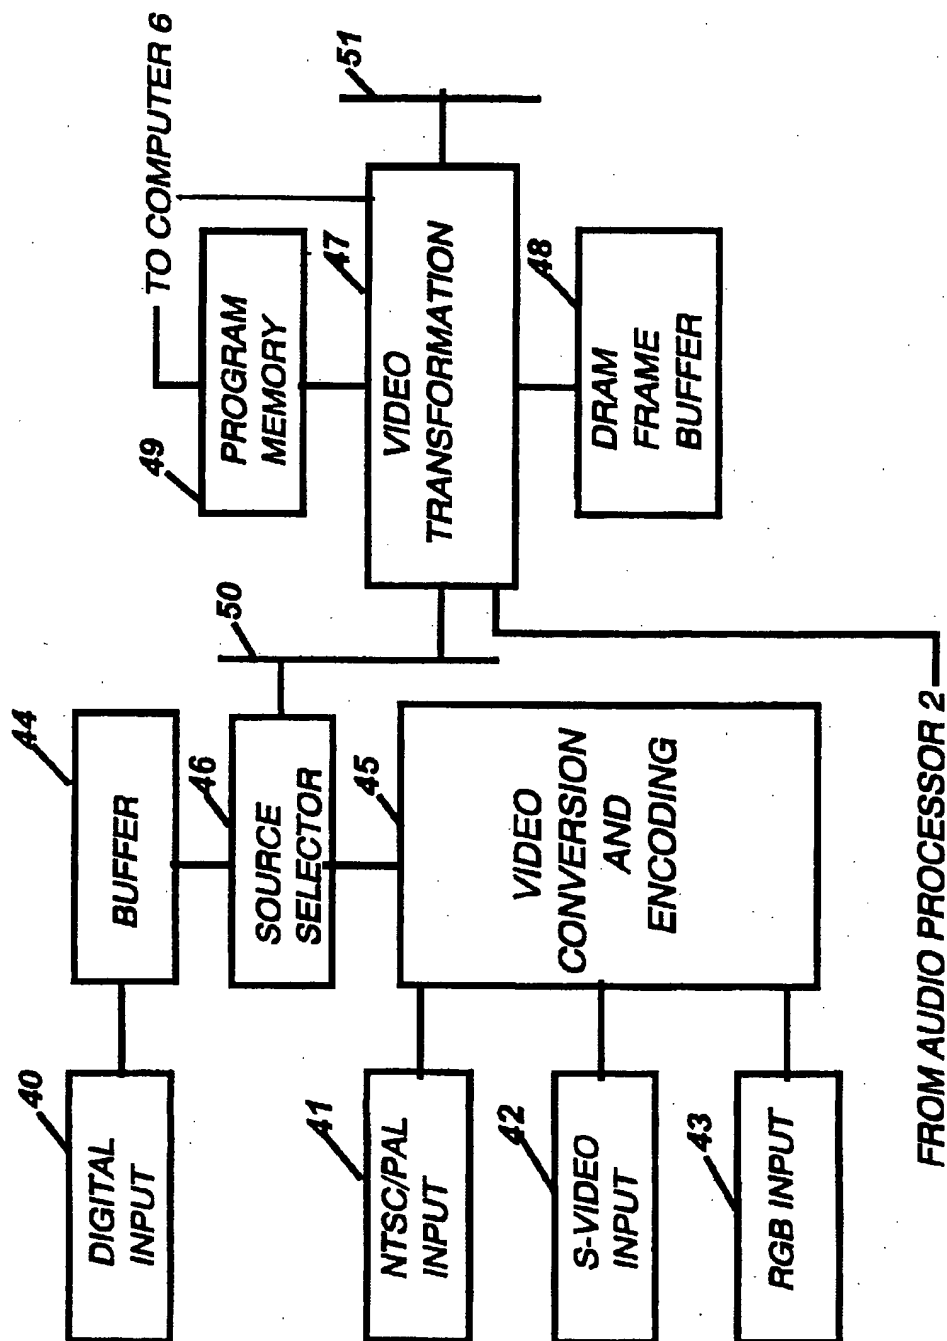 40
DIGITAL
INPUT
44
BUFFER
41
NTSC/PAL
INPUT
42
S-VIDEO
INPUT
43
RGB INPUT
46
SOURCE
SELECTOR
45
VIDEO
CONVERSION
AND
ENCODING
50
49
PROGRAM
MEMORY
TO COMPUTER 6
47
VIDEO
TRANSFORMATION
48
DRAM
FRAME
BUFFER
51
FROM AUDIO PROCESSOR 2